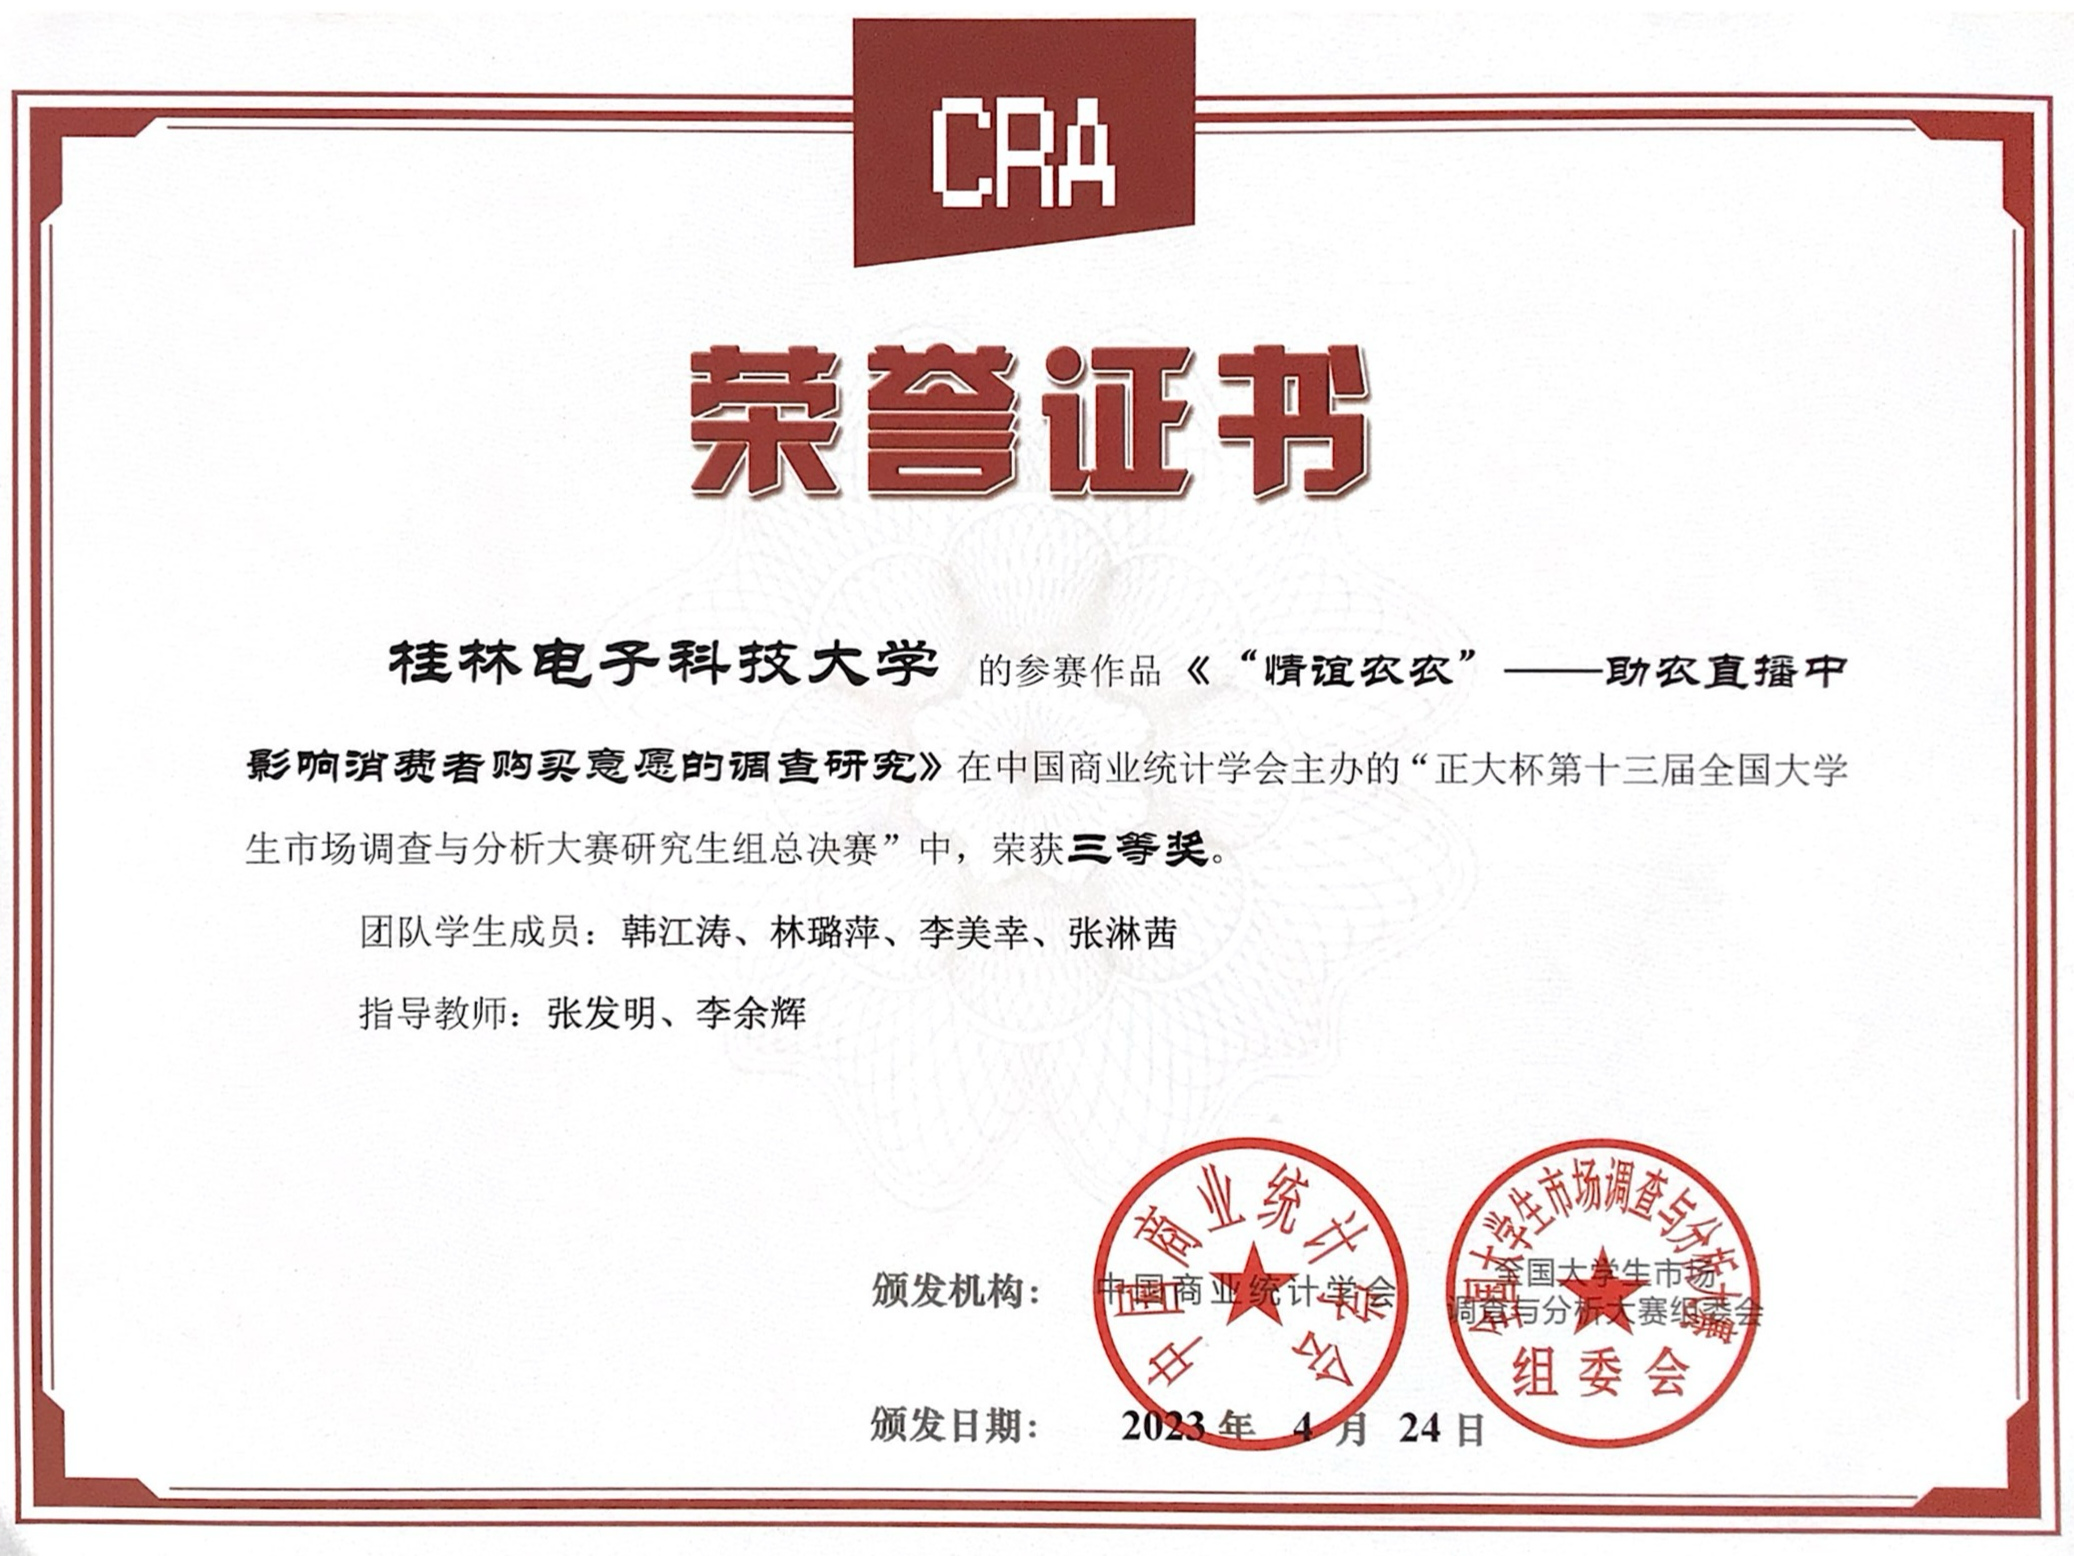 CRA
荣誉证书
桂林电子科技大学 的参赛作品《“情谊农农”——助农直播中
影响消费者购买意愿的调查研究》在中国商业统计学会主办的“正大杯第十三届全国大学
生市场调查与分析大赛研究生组总决赛”中，荣获三等奖。
团队学生成员：韩江涛、林璐萍、李美幸、张淋茜
指导教师：张发明、李余辉
中国商业统计学会
全国大学生市场调查与分析大赛
组委会
颁发机构： 中国商业统计学会 全国大学生市场
调查与分析大赛组委会
颁发日期： 2023 年 4 月 24 日